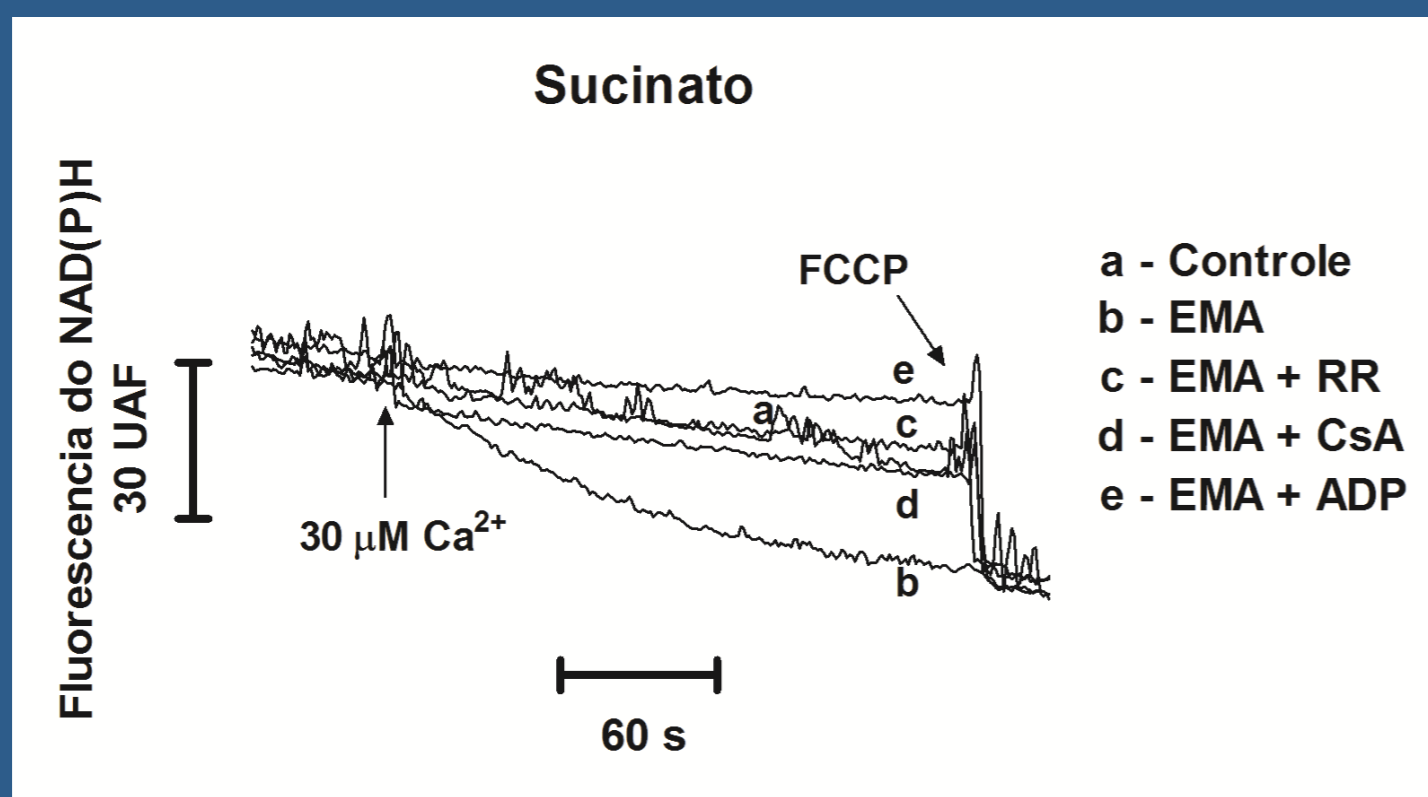 Sucinato
Fluorescencia do NAD(P)H
30 UAF
FCCP
a - Controle
b - EMA
c - EMA + RR
d - EMA + CsA
e - EMA + ADP
e
a
c
d
b
30 μM Ca²⁺
60 s